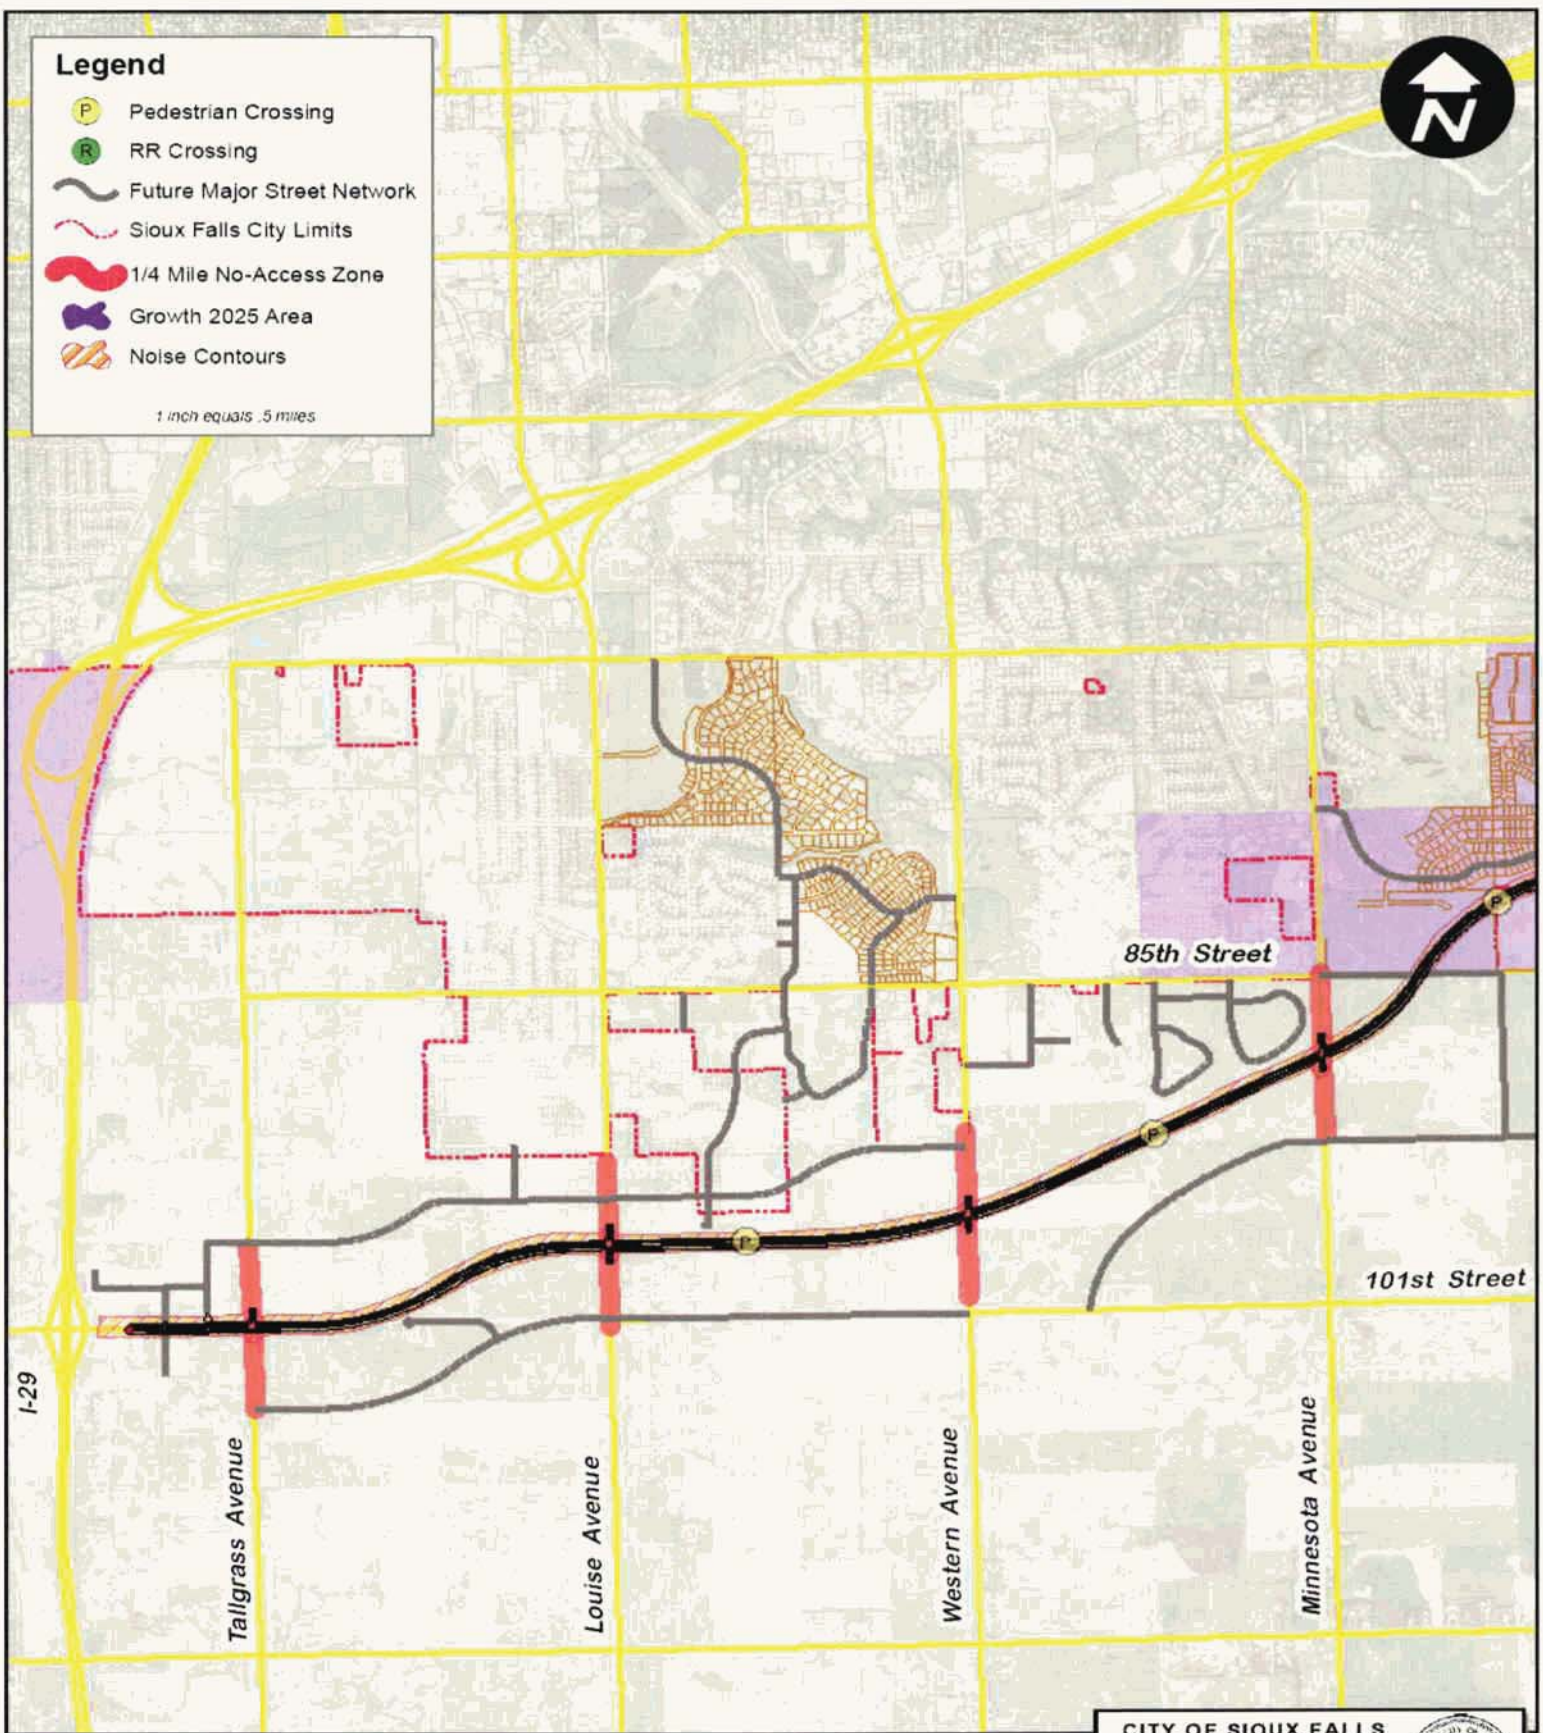 Legend
P Pedestrian Crossing
R RR Crossing
Future Major Street Network
Sioux Falls City Limits
1/4 Mile No-Access Zone
Growth 2025 Area
Noise Contours
1 inch equals .5 miles
N
P
85th Street
P
P
101st Street
I-29
Tallgrass Avenue
Louise Avenue
Western Avenue
Minnesota Avenue
CITY OF SIOUX FALLS